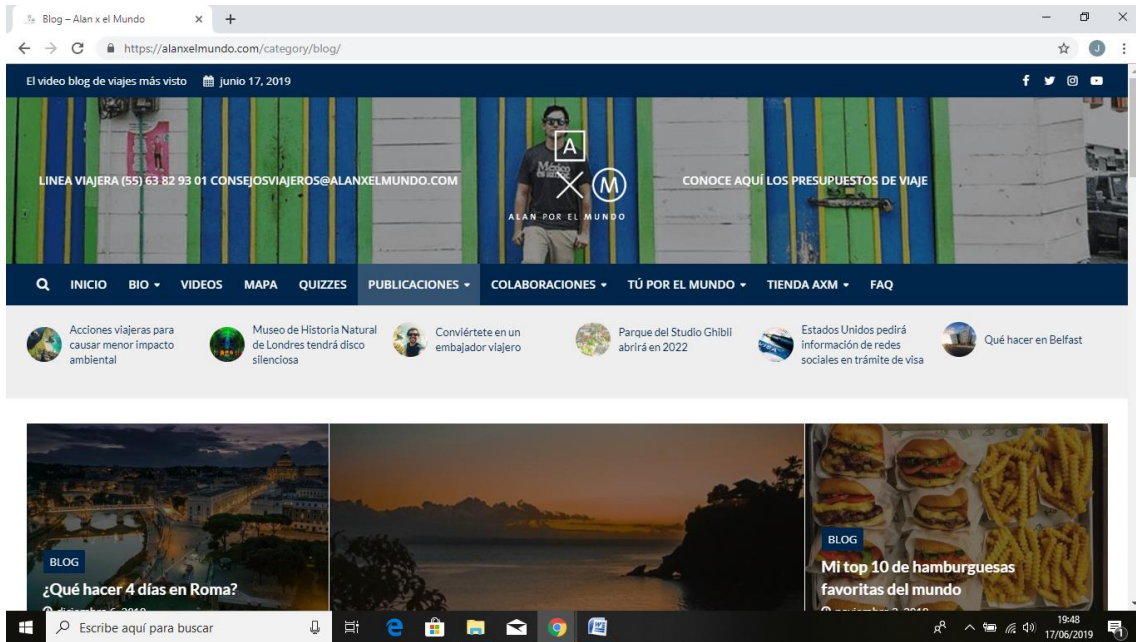 Blog – Alan x el Mundo
https://alanxelmundo.com/category/blog/
J
El video blog de viajes más visto
junio 17, 2019
LINEA VIAJERA (55) 63 82 93 01 CONSEJOSVIAJEROS@ALANXELMUNDO.COM
México
A
X M
ALAN POR EL MUNDO
CONOCE AQUÍ LOS PRESUPUESTOS DE VIAJE
INICIO BIO VIDEOS MAPA QUIZZES PUBLICACIONES COLABORACIONES TÚ POR EL MUNDO TIENDA AXM FAQ
Acciones viajeras para
causar menor impacto
ambiental
Museo de Historia Natural
de Londres tendrá disco
silenciosa
Conviértete en un
embajador viajero
Parque del Studio Ghibli
abrirá en 2022
Estados Unidos pedirá
información de redes
sociales en trámite de visa
Qué hacer en Belfast
BLOG
¿Qué hacer 4 días en Roma?
diciembre 6, 2018
BLOG
Mi top 10 de hamburguesas
favoritas del mundo
Escribe aquí para buscar
19:48
17/06/2019